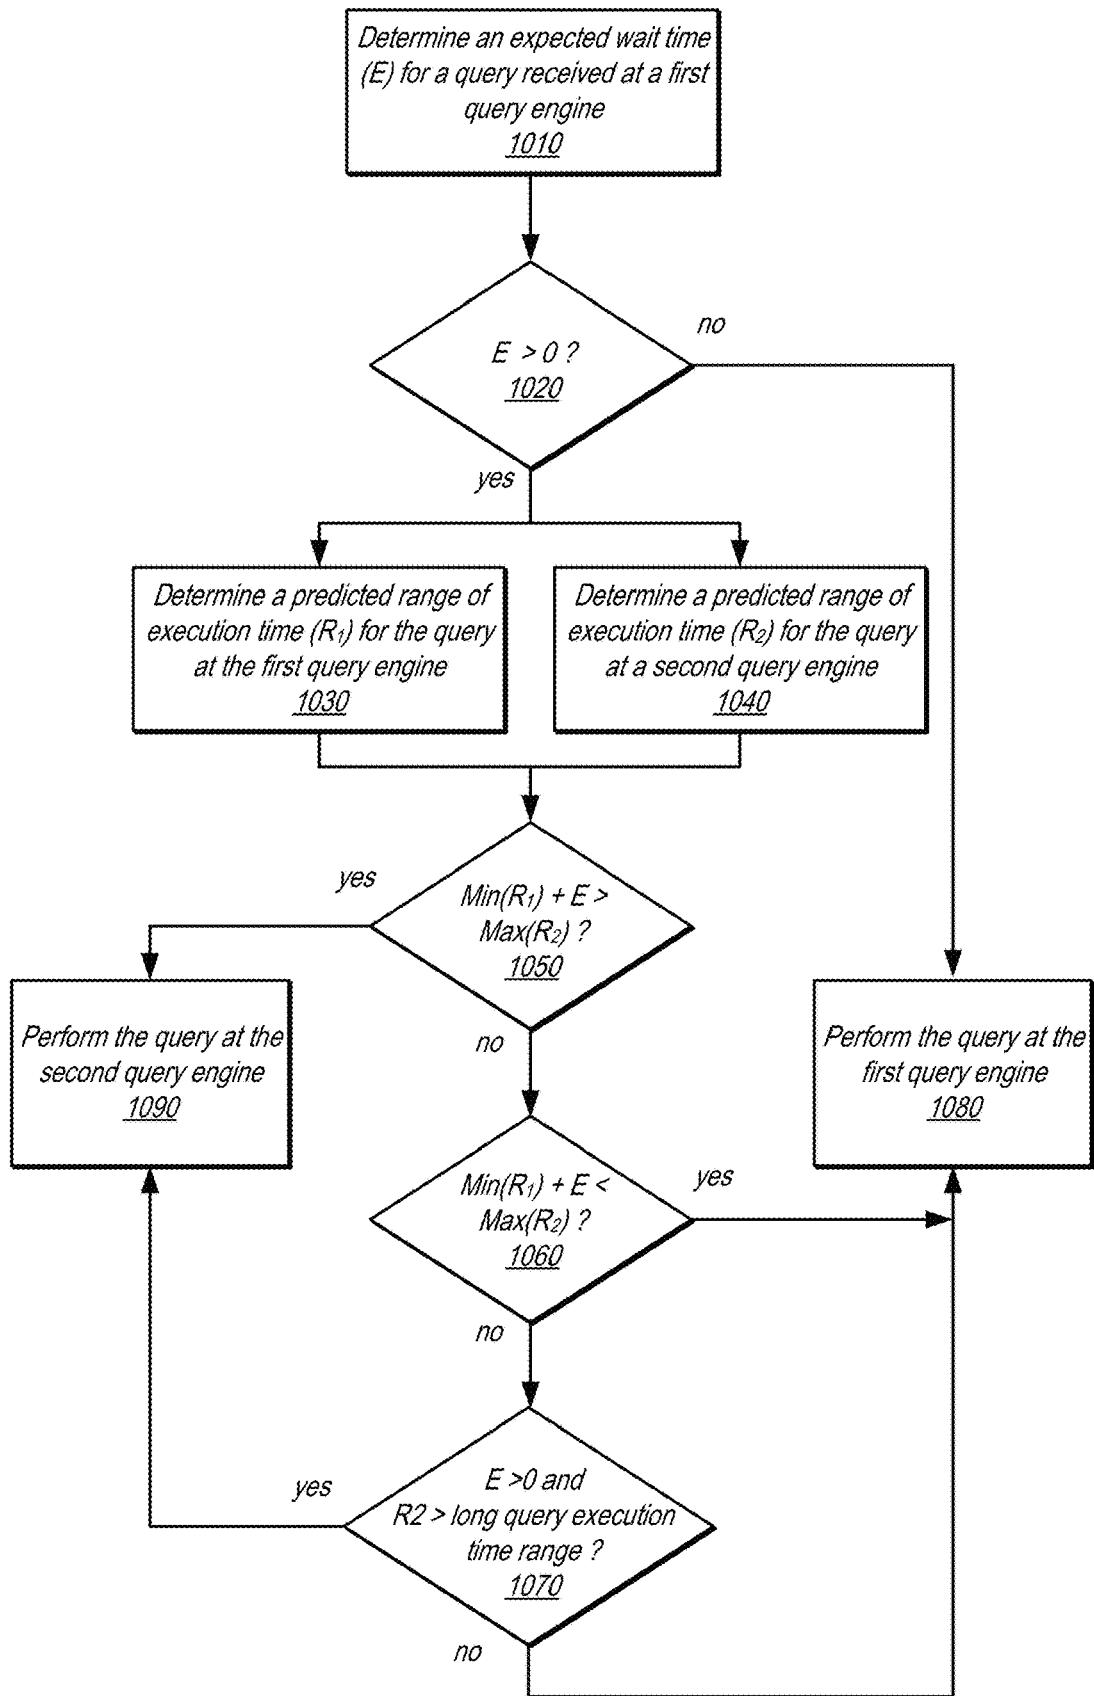 Determine an expected wait time
(E) for a query received at a first
query engine
1010
no
E > 0 ?
1020
yes
Determine a predicted range of
execution time (R₁) for the query
at the first query engine
1030
Determine a predicted range of
execution time (R₂) for the query
at a second query engine
1040
yes
Min(R₁) + E >
Max(R₂) ?
1050
no
Perform the query at the
second query engine
1090
Perform the query at the
first query engine
1080
Min(R₁) + E <
Max(R₂) ?
1060
yes
no
yes
E >0 and
R2 > long query execution
time range ?
1070
no